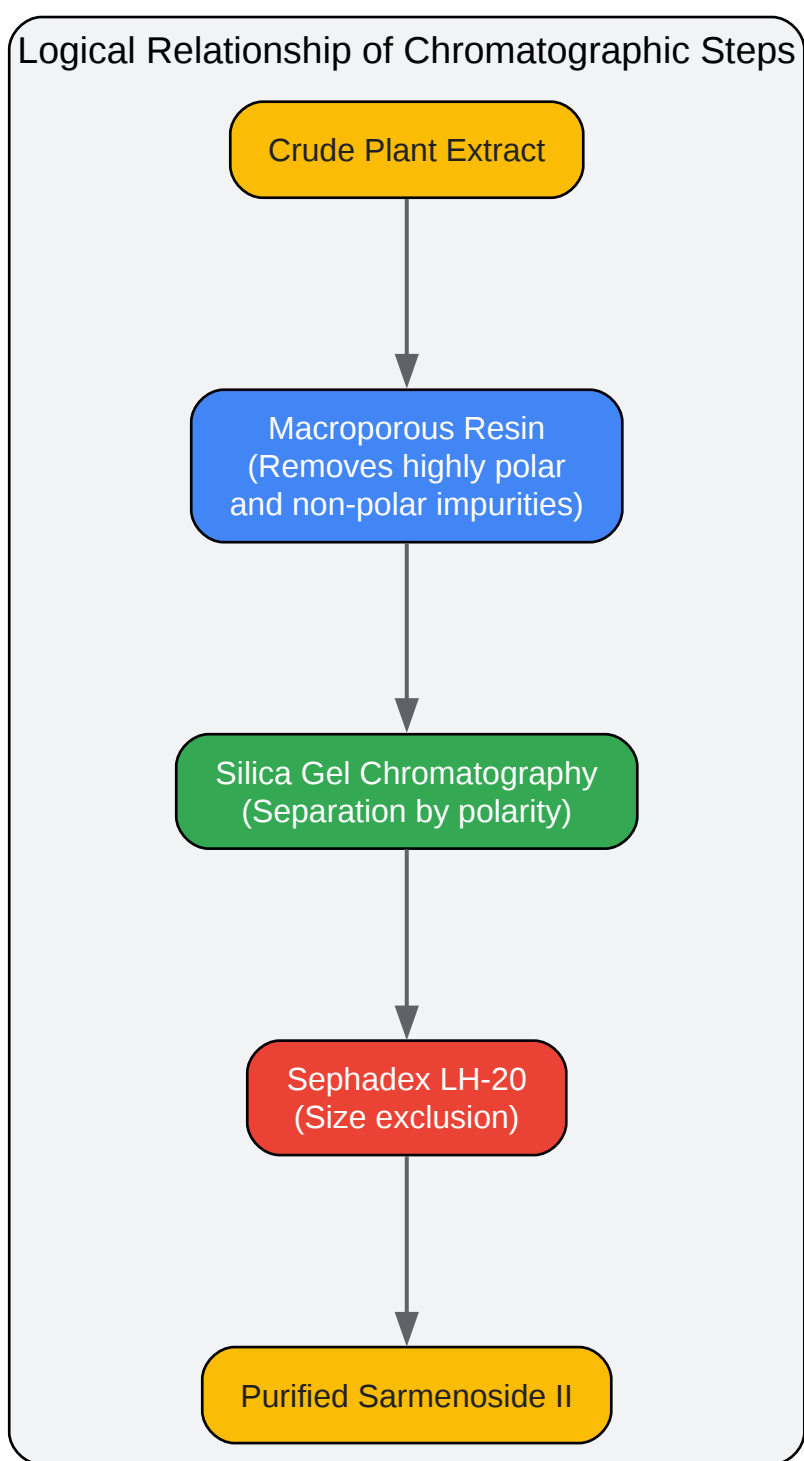 Logical Relationship of Chromatographic Steps
Crude Plant Extract
Macroporous Resin
(Removes highly polar
and non-polar impurities)
Silica Gel Chromatography
(Separation by polarity)
Sephadex LH-20
(Size exclusion)
Purified Sarmenoside II